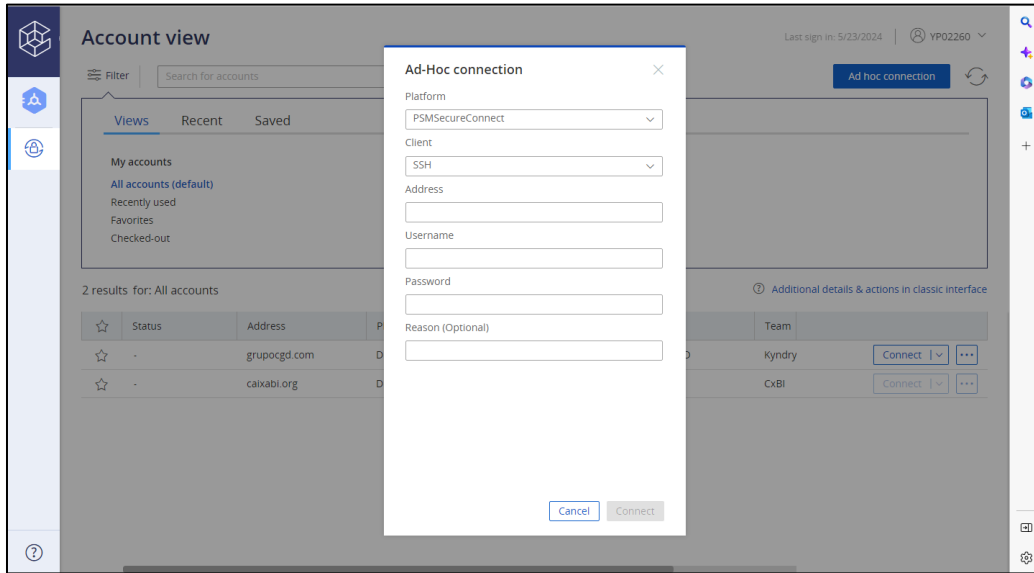 Account view
Last sign in: 5/23/2024
YP02260
Filter
Search for accounts
Ad hoc connection
Views Recent Saved
My accounts
All accounts (default)
Recently used
Favorites
Checked-out
2 results for: All accounts
Additional details & actions in classic interface
Status Address P Team
- grupocgd.com D Kyndry Connect
- caixabi.org D CxBI Connect
Ad-Hoc connection
Platform
PSMSecureConnect
Client
SSH
Address
Username
Password
Reason (Optional)
Cancel Connect